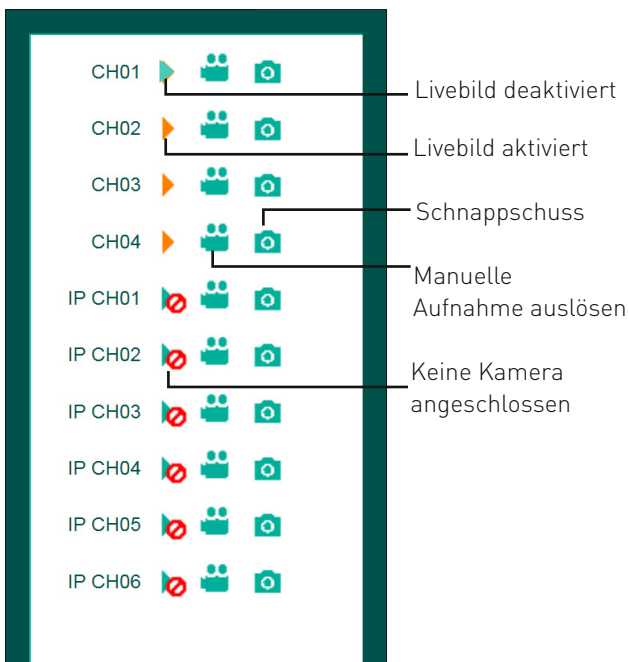 CH01
CH02
CH03
CH04
IP CH01
IP CH02
IP CH03
IP CH04
IP CH05
IP CH06
Livebild deaktiviert
Livebild aktiviert
Schnappschuss
Manuelle
Aufnahme auslösen
Keine Kamera
angeschlossen